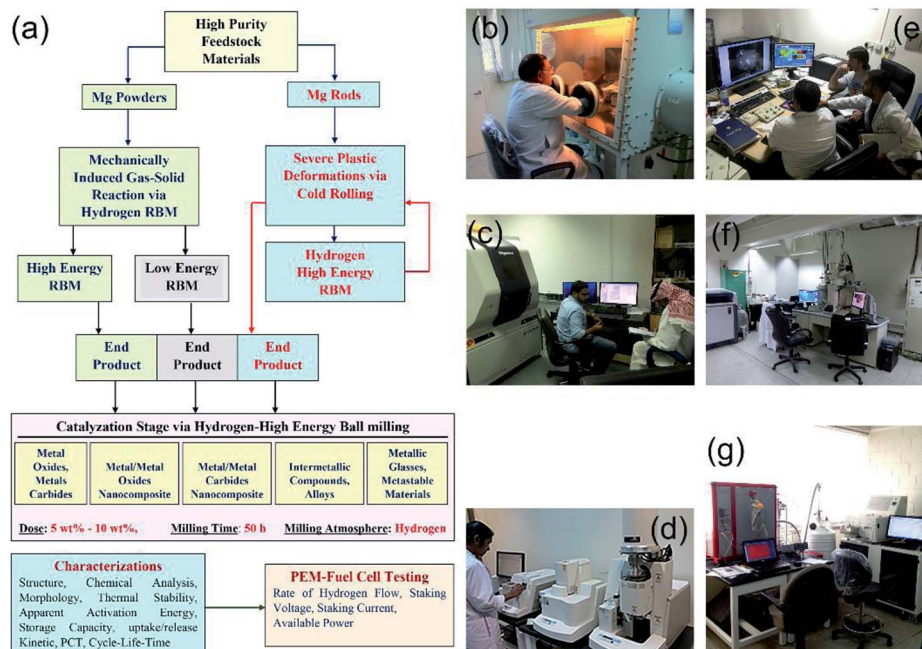 (a)
High Purity
Feedstock
Materials
Mg Powders
Mg Rods
Mechanically
Induced Gas-Solid
Reaction via
Hydrogen RBM
Severe Plastic
Deformations via
Cold Rolling
High Energy
RBM
Low Energy
RBM
Hydrogen
High Energy
RBM
End
Product
End
Product
End
Product
Catalyzation Stage via Hydrogen-High Energy Ball milling
Metal
Oxides,
Metals
Carbides
Metal/Metal
Oxides
Nanocomposite
Metal/Metal
Carbides
Nanocomposite
Intermetallic
Compounds,
Alloys
Metallic
Glasses,
Metastable
Materials
Dose: 5 wt% - 10 wt%, Milling Time: 50 h Milling Atmosphere: Hydrogen
Characterizations
Structure, Chemical Analysis,
Morphology, Thermal Stability,
Apparent Activation Energy,
Storage Capacity, uptake/release
Kinetic, PCT, Cycle-Life-Time
PEM-Fuel Cell Testing
Rate of Hydrogen Flow, Staking
Voltage, Staking Current,
Available Power
(b)
(e)
(c)
(f)
(d)
(g)